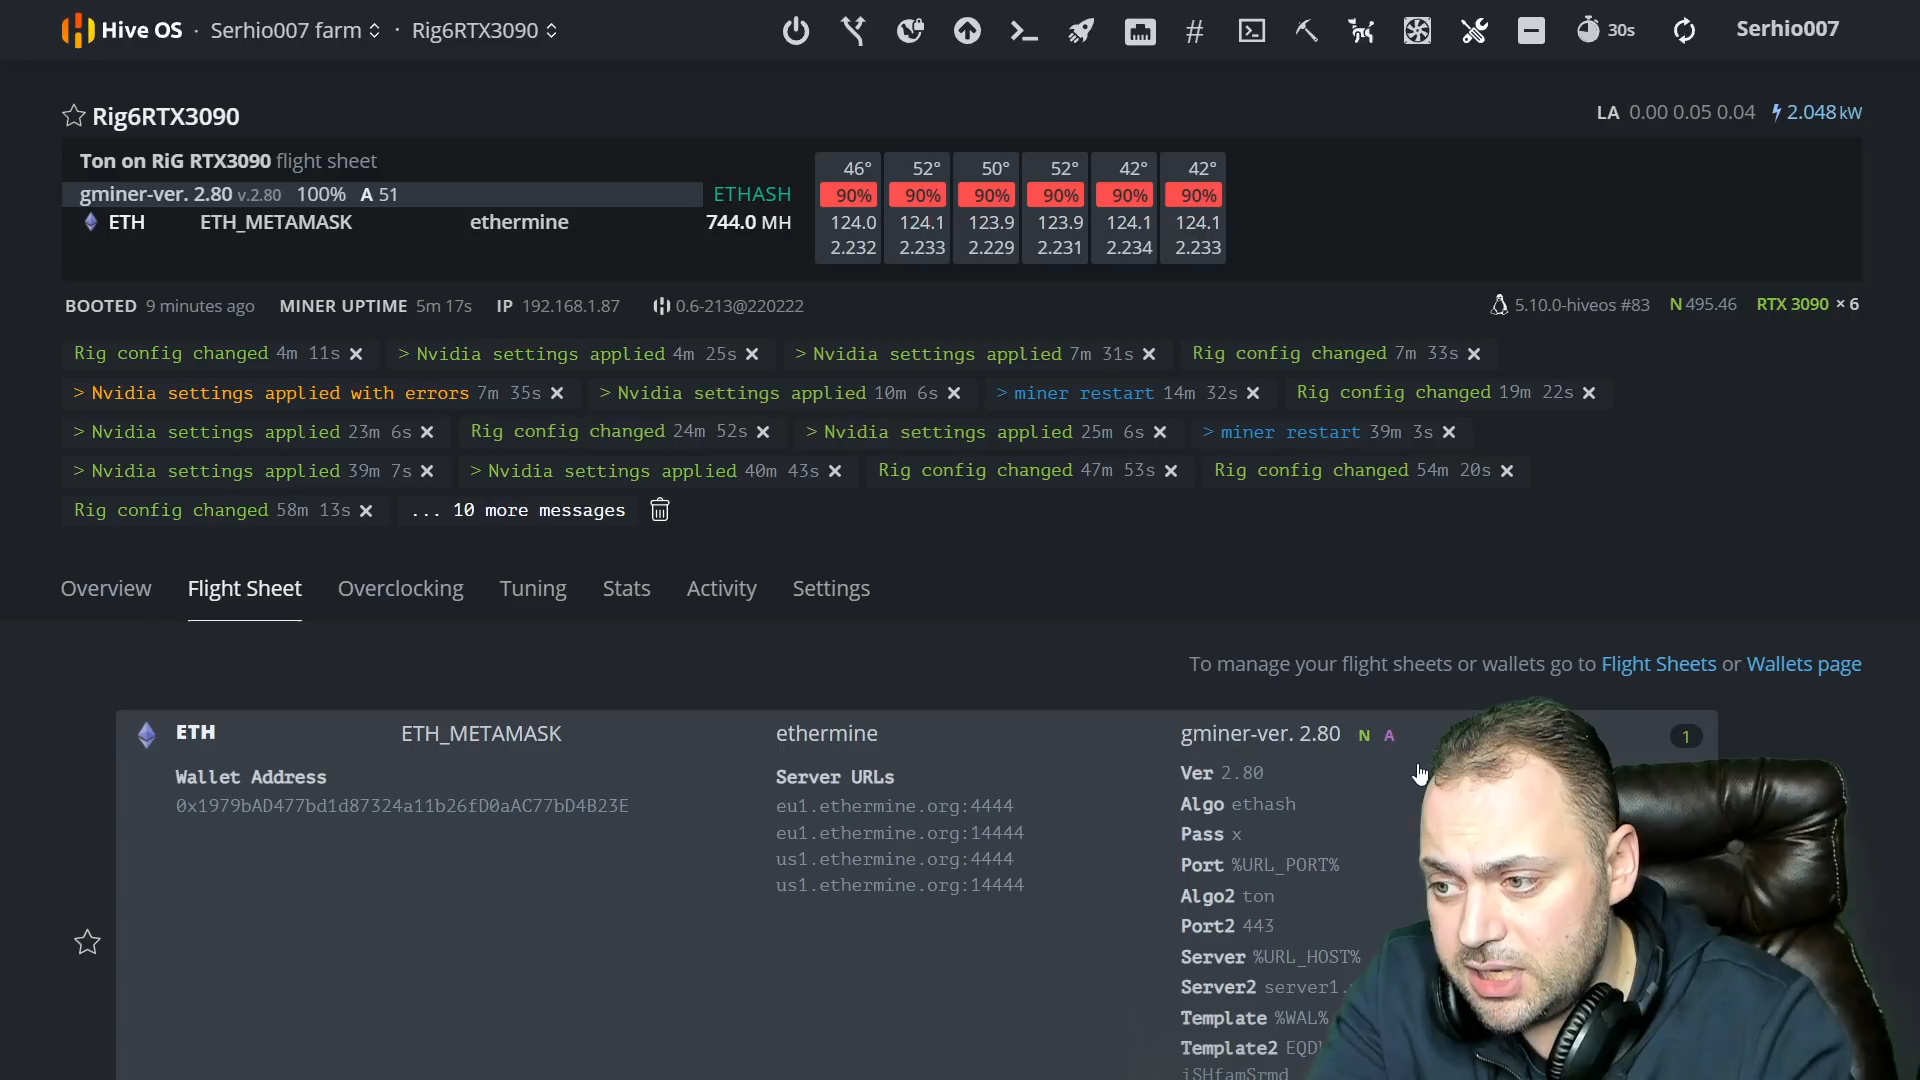 Hive OS · Serhio007 farm · Rig6RTX3090 # 30s Serhio007
Rig6RTX3090 LA 0.00 0.05 0.04 2.048 kW
Ton on RiG RTX3090 flight sheet 46° 52° 50° 52° 42° 42°
gminer-ver. 2.80 v.2.80 100% A 51 ETHASH 90% 90% 90% 90% 90% 90%
ETH ETH_METAMASK ethermine 744.0 MH 124.0 124.1 123.9 123.9 124.1 124.1
2.232 2.233 2.229 2.231 2.234 2.233
BOOTED 9 minutes ago MINER UPTIME 5m 17s IP 192.168.1.87 0.6-213@220222 5.10.0-hiveos #83 N 495.46 RTX 3090 × 6
Rig config changed 4m 11s × > Nvidia settings applied 4m 25s × > Nvidia settings applied 7m 31s × Rig config changed 7m 33s ×
> Nvidia settings applied with errors 7m 35s × > Nvidia settings applied 10m 6s × > miner restart 14m 32s × Rig config changed 19m 22s ×
> Nvidia settings applied 23m 6s × Rig config changed 24m 52s × > Nvidia settings applied 25m 6s × > miner restart 39m 3s ×
> Nvidia settings applied 39m 7s × > Nvidia settings applied 40m 43s × Rig config changed 47m 53s × Rig config changed 54m 20s ×
Rig config changed 58m 13s × ... 10 more messages
Overview Flight Sheet Overclocking Tuning Stats Activity Settings
To manage your flight sheets or wallets go to Flight Sheets or Wallets page
ETH ETH_METAMASK ethermine gminer-ver. 2.80 N A 1
Wallet Address Server URLs Ver 2.80
0x1979bAD477bd1d87324a11b26fD0aAC77bD4B23E eu1.ethermine.org:4444 Algo ethash
eu1.ethermine.org:14444 Pass x
us1.ethermine.org:4444 Port %URL_PORT%
us1.ethermine.org:14444 Algo2 ton
Port2 443
Server %URL_HOST%
Server2 server1.
Template %WAL%
Template2 EQD
iSHfamSrmd